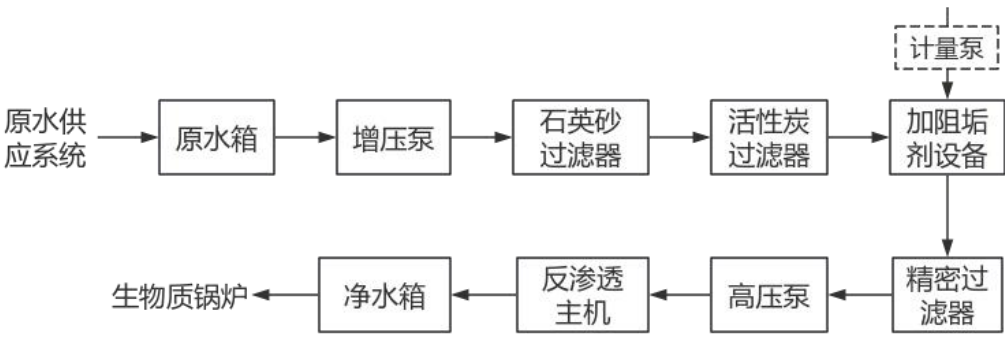 计量泵
原水供
应系统
原水箱
增压泵
石英砂
过滤器
活性炭
过滤器
加阻垢
剂设备
生物质锅炉
净水箱
反渗透
主机
高压泵
精密过
滤器